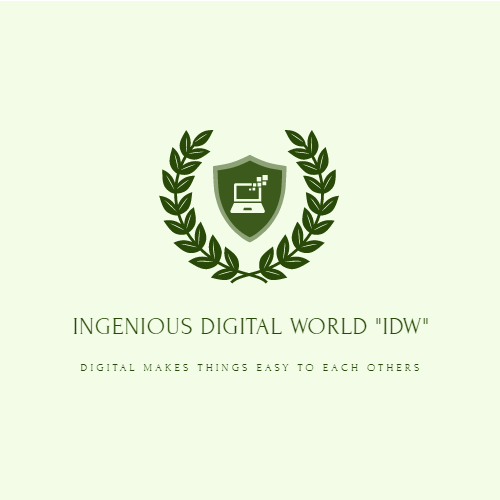 INGENIOUS DIGITAL WORLD "IDW"
DIGITAL MAKES THINGS EASY TO EACH OTHERS